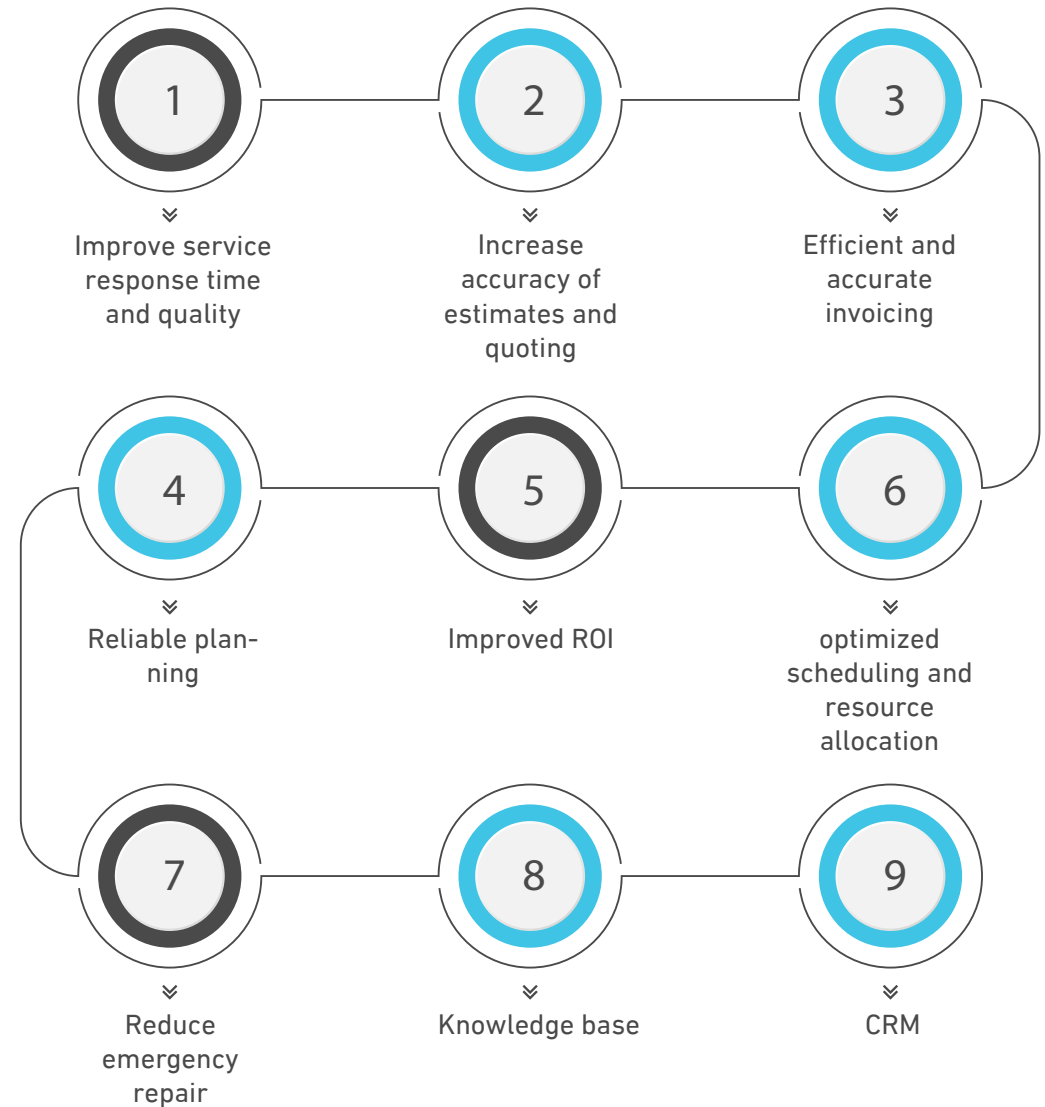 1
Improve service
response time
and quality
2
Increase
accuracy of
estimates and
quoting
3
Efficient and
accurate
invoicing
4
Reliable plan-
ning
5
Improved ROI
6
optimized
scheduling and
resource
allocation
7
Reduce
emergency
repair
8
Knowledge base
9
CRM